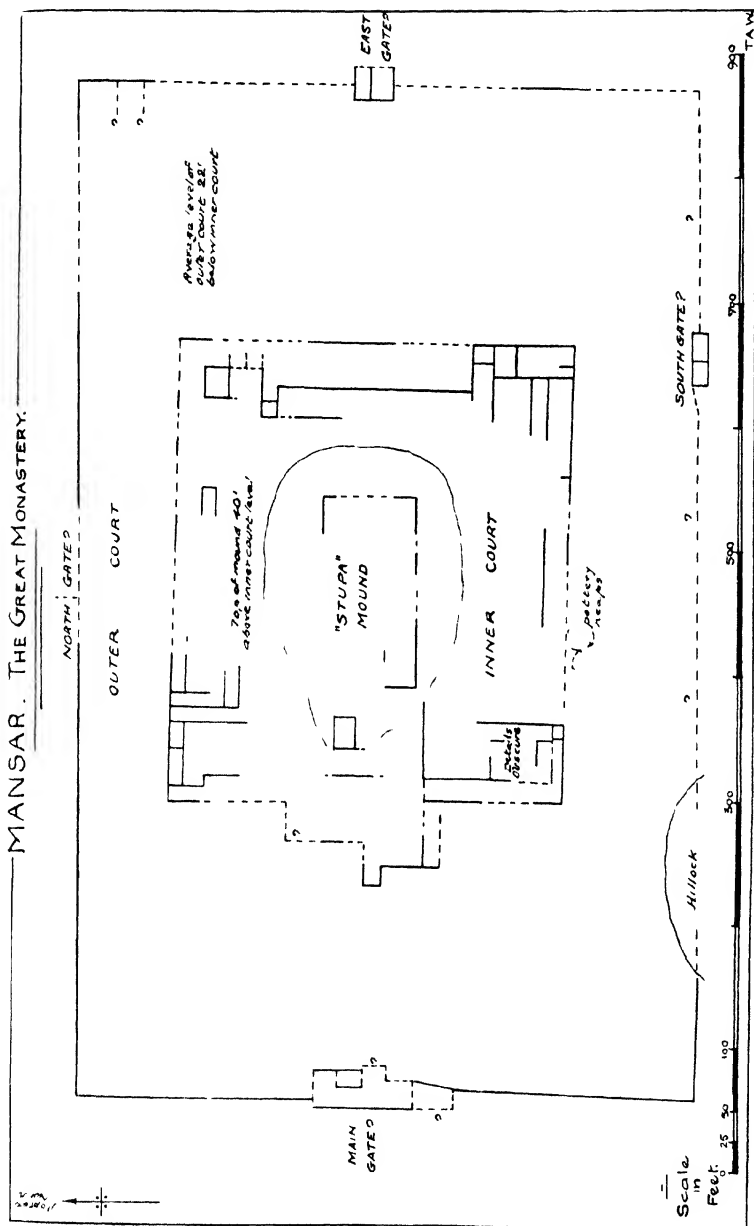 MANSAR. THE GREAT MONASTERY.
NORTH GATE?
OUTER COURT
?
?
Average level of
outer court 22'
below inner court
EAST
GATE?
Top of mound 40'
above inner court level
"STUPA"
MOUND
INNER COURT
Details
Obscure
pottery
heaps
?
MAIN
GATE?
?
?
Hillock
?
?
SOUTH GATE?
?
Scale
in
Feet.
0 25 50 100 300 500 700 900
T.A.W